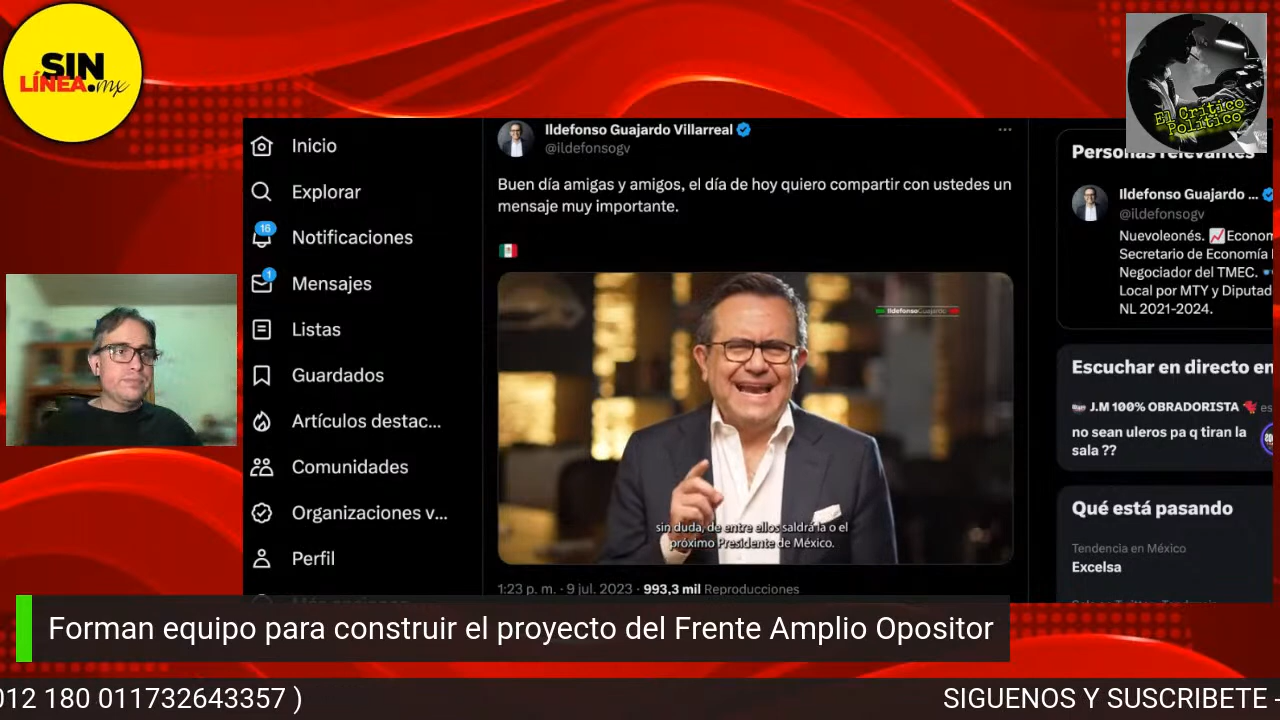 SIN
LÍNEA.mx
El Crítico
Político
Inicio
Explorar
16
Notificaciones
1
Mensajes
Listas
Guardados
Artículos destac...
Comunidades
Organizaciones v...
Perfil
Ildefonso Guajardo Villarreal
@ildefonsogv
Buen día amigas y amigos, el día de hoy quiero compartir con ustedes un
mensaje muy importante.
IldefonsoGuajardo
sin duda, de entre ellos saldrá la o el
próximo Presidente de México.
1:23 p. m. · 9 jul. 2023 · 993,3 mil Reproducciones
Personas relevantes
Ildefonso Guajardo ...
@ildefonsogv
Nuevoleonés. 📈Econom
Secretario de Economía
Negociador del TMEC.
Local por MTY y Diputad
NL 2021-2024.
Escuchar en directo en
J.M 100% OBRADORISTA es
no sean uleros pa q tiran la
sala ??
Qué está pasando
Tendencia en México
Excelsa
Forman equipo para construir el proyecto del Frente Amplio Opositor
012 180 011732643357 )
SIGUENOS Y SUSCRIBETE -